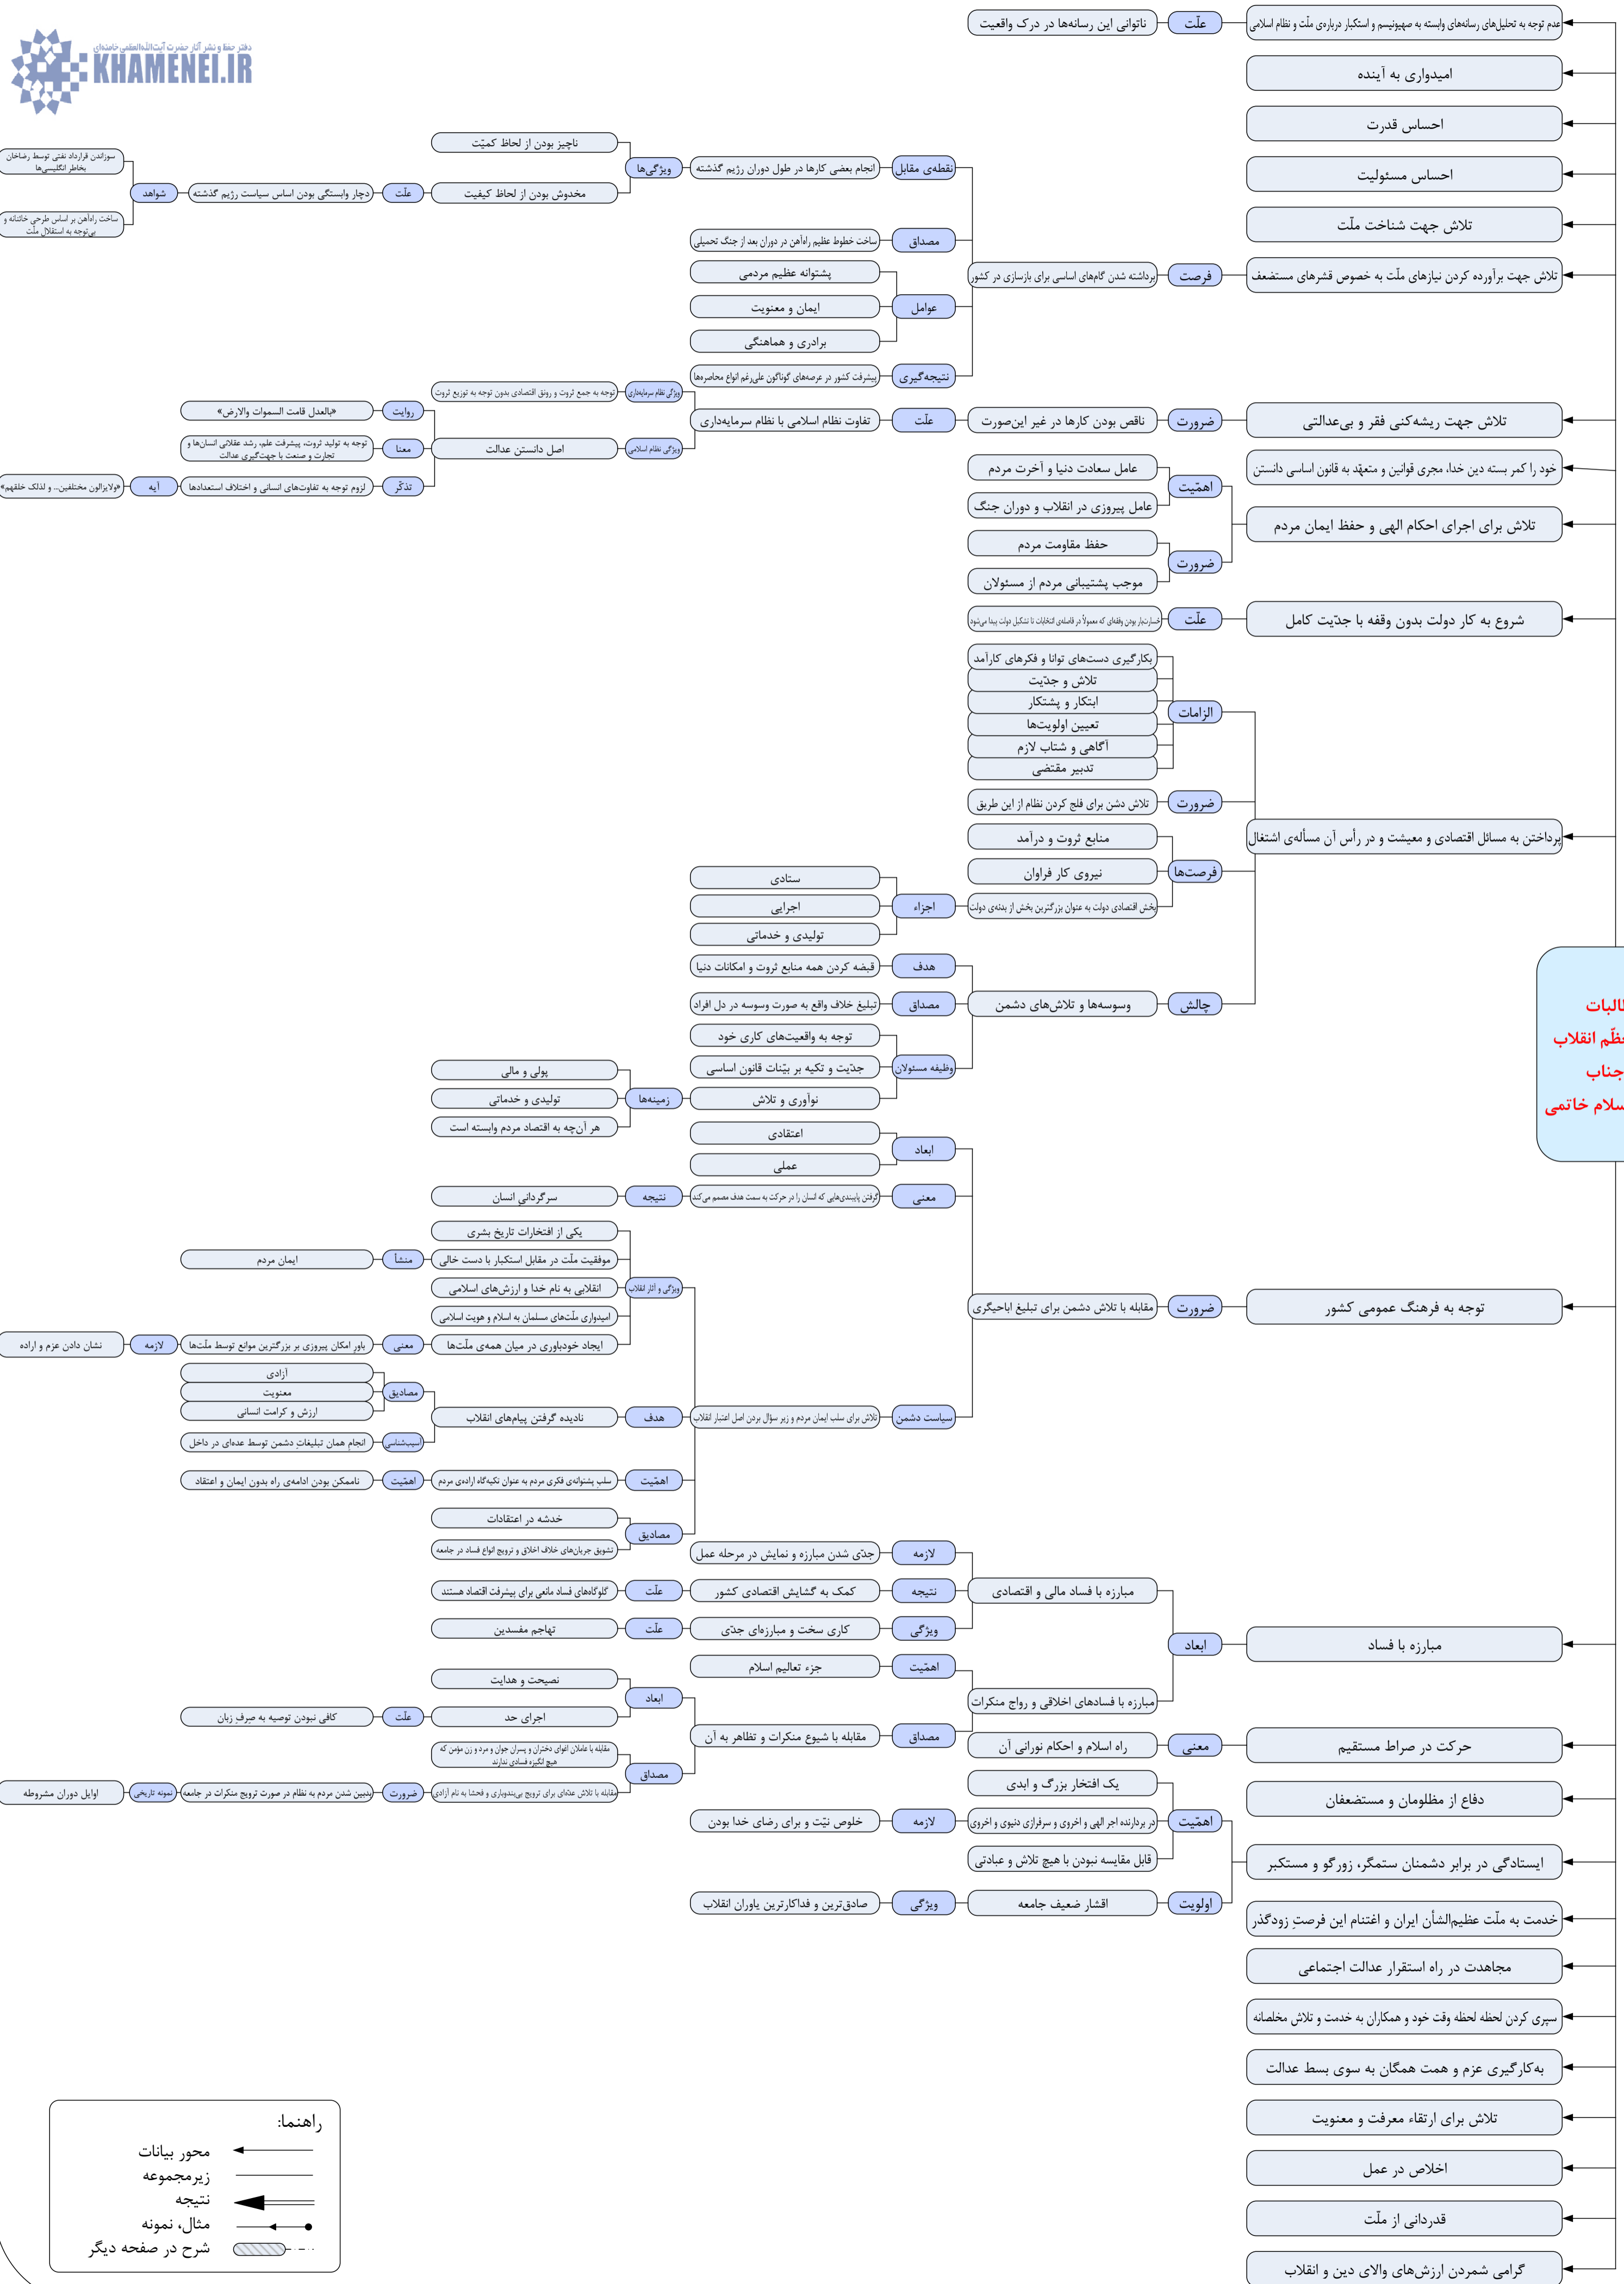 دفتر حفظ و نشر آثار حضرت آیت‌الله‌العظمی خامنه‌ای
KHAMENEI.IR
عدم توجه به تحلیل‌های رسانه‌های وابسته به صهیونیسم و استکبار درباره‌ی ملّت و نظام اسلامی
علّت
ناتوانی این رسانه‌ها در درک واقعیت
امیدواری به آینده
احساس قدرت
احساس مسئولیت
تلاش جهت شناخت ملّت
تلاش جهت برآورده کردن نیازهای ملّت به خصوص قشرهای مستضعف
فرصت
برداشته شدن گام‌های اساسی برای بازسازی در کشور
نقطه‌ی مقابل
انجام بعضی کارها در طول دوران رژیم گذشته
ویژگی‌ها
ناچیز بودن از لحاظ کمیّت
مخدوش بودن از لحاظ کیفیت
علّت
دچار وابستگی بودن اساس سیاست رژیم گذشته
شواهد
سوزاندن قرارداد نفتی توسط رضاخان
بخاطر انگلیسی‌ها
ساخت راه‌آهن بر اساس طرحی خائنانه و
بی‌توجه به استقلال ملّت
مصداق
ساخت خطوط عظیم راه‌آهن در دوران بعد از جنگ تحمیلی
عوامل
پشتوانه عظیم مردمی
ایمان و معنویت
برادری و هماهنگی
نتیجه‌گیری
پیشرفت کشور در عرصه‌های گوناگون علی‌رغم انواع محاصره‌ها
تلاش جهت ریشه‌کنی فقر و بی‌عدالتی
ضرورت
ناقص بودن کارها در غیر این‌صورت
علّت
تفاوت نظام اسلامی با نظام سرمایه‌داری
ویژگی نظام سرمایه‌داری
توجه به جمع ثروت و رونق اقتصادی بدون توجه به توزیع ثروت
ویژگی نظام اسلامی
اصل دانستن عدالت
روایت
«بالعدل قامت السموات والارض»
معنا
توجه به تولید ثروت، پیشرفت علم، رشد عقلانی انسان‌ها و
تجارت و صنعت با جهت‌گیری عدالت
تذکّر
لزوم توجه به تفاوت‌های انسانی و اختلاف استعدادها
آیه
«ولایزالون مختلفین.. و لذلک خلقهم»
خود را کمر بسته دین خدا، مجری قوانین و متعهّد به قانون اساسی دانستن
تلاش برای اجرای احکام الهی و حفظ ایمان مردم
اهمّیت
عامل سعادت دنیا و آخرت مردم
عامل پیروزی در انقلاب و دوران جنگ
ضرورت
حفظ مقاومت مردم
موجب پشتیبانی مردم از مسئولان
شروع به کار دولت بدون وقفه با جدّیت کامل
علّت
خسارت‌بار بودن وقفه‌ای که معمولاً در فاصله‌ی انتخابات تا تشکیل دولت پیدا می‌شود
پرداختن به مسائل اقتصادی و معیشت و در رأس آن مسأله‌ی اشتغال
الزامات
بکارگیری دست‌های توانا و فکرهای کارآمد
تلاش و جدّیت
ابتکار و پشتکار
تعیین اولویت‌ها
آگاهی و شتاب لازم
تدبیر مقتضی
ضرورت
تلاش دشن برای فلج کردن نظام از این طریق
فرصت‌ها
منابع ثروت و درآمد
نیروی کار فراوان
بخش اقتصادی دولت به عنوان بزرگترین بخش از بدنه‌ی دولت
اجزاء
ستادی
اجرایی
تولیدی و خدماتی
چالش
وسوسه‌ها و تلاش‌های دشمن
هدف
قبضه کردن همه منابع ثروت و امکانات دنیا
مصداق
تبلیغ خلاف واقع به صورت وسوسه در دل افراد
وظیفه مسئولان
توجه به واقعیت‌های کاری خود
جدّیت و تکیه بر بیّنات قانون اساسی
نوآوری و تلاش
زمینه‌ها
پولی و مالی
تولیدی و خدماتی
هر آن‌چه به اقتصاد مردم وابسته است
توجه به فرهنگ عمومی کشور
ضرورت
مقابله با تلاش دشمن برای تبلیغ اباحیگری
ابعاد
اعتقادی
عملی
معنی
گرفتن پایبندی‌هایی که انسان را در حرکت به سمت هدف مصمم می‌کند
نتیجه
سرگردانی انسان
سیاست دشمن
تلاش برای سلب ایمان مردم و زیر سؤال بردن اصل اعتبار انقلاب
ویژگی و آثار انقلاب
یکی از افتخارات تاریخ بشری
موفقیت ملّت در مقابل استکبار با دست خالی
منشأ
ایمان مردم
انقلابی به نام خدا و ارزش‌های اسلامی
امیدواری ملّت‌های مسلمان به اسلام و هویت اسلامی
ایجاد خودباوری در میان همه‌ی ملّت‌ها
معنی
باور امکان پیروزی بر بزرگترین موانع توسط ملّت‌ها
لازمه
نشان دادن عزم و اراده
هدف
نادیده گرفتن پیام‌های انقلاب
مصادیق
آزادی
معنویت
ارزش و کرامت انسانی
آسیب‌شناسی
انجام همان تبلیغات دشمن توسط عده‌ای در داخل
اهمّیت
سلب پشتوانه‌ی فکری مردم به عنوان تکیه‌گاه اراده‌ی مردم
اهمّیت
ناممکن بودن ادامه‌ی راه بدون ایمان و اعتقاد
مصادیق
خدشه در اعتقادات
تشویق جریان‌های خلاف اخلاق و ترویج انواع فساد در جامعه
مبارزه با فساد
ابعاد
مبارزه با فساد مالی و اقتصادی
لازمه
جدّی شدن مبارزه و نمایش در مرحله عمل
نتیجه
کمک به گشایش اقتصادی کشور
علّت
گلوگاه‌های فساد مانعی برای پیشرفت اقتصاد هستند
ویژگی
کاری سخت و مبارزه‌ای جدّی
علّت
تهاجم مفسدین
مبارزه با فسادهای اخلاقی و رواج منکرات
اهمّیت
جزء تعالیم اسلام
مصداق
مقابله با شیوع منکرات و تظاهر به آن
ابعاد
نصیحت و هدایت
اجرای حد
علّت
کافی نبودن توصیه به صِرفِ زبان
مصداق
مقابله با عاملان اغوای دختران و پسران جوان و مرد و زن مؤمن که
هیچ انگیزه فسادی ندارند
مقابله با تلاش عدّه‌ای برای ترویج بی‌بندوباری و فحشا به نام آزادی
ضرورت
بدبین شدن مردم به نظام در صورت ترویج منکرات در جامعه
نمونه تاریخی
اوایل دوران مشروطه
حرکت در صراط مستقیم
معنی
راه اسلام و احکام نورانی آن
دفاع از مظلومان و مستضعفان
ایستادگی در برابر دشمنان ستمگر، زورگو و مستکبر
اهمّیت
یک افتخار بزرگ و ابدی
در بردارنده اجر الهی و اخروی و سرفرازی دنیوی و اخروی
لازمه
خلوص نیّت و برای رضای خدا بودن
قابل مقایسه نبودن با هیچ تلاش و عبادتی
اولویت
اقشار ضعیف جامعه
ویژگی
صادق‌ترین و فداکارترین یاوران انقلاب
خدمت به ملّت عظیم‌الشأن ایران و اغتنام این فرصتِ زودگذر
مجاهدت در راه استقرار عدالت اجتماعی
سپری کردن لحظه لحظه وقت خود و همکاران به خدمت و تلاش مخلصانه
به‌کارگیری عزم و همت همگان به سوی بسط عدالت
تلاش برای ارتقاء معرفت و معنویت
اخلاص در عمل
قدردانی از ملّت
گرامی شمردن ارزش‌های والای دین و انقلاب
انقلاب
جناب
خاتمی
راهنما:
محور بیانات
زیرمجموعه
نتیجه
مثال، نمونه
شرح در صفحه دیگر